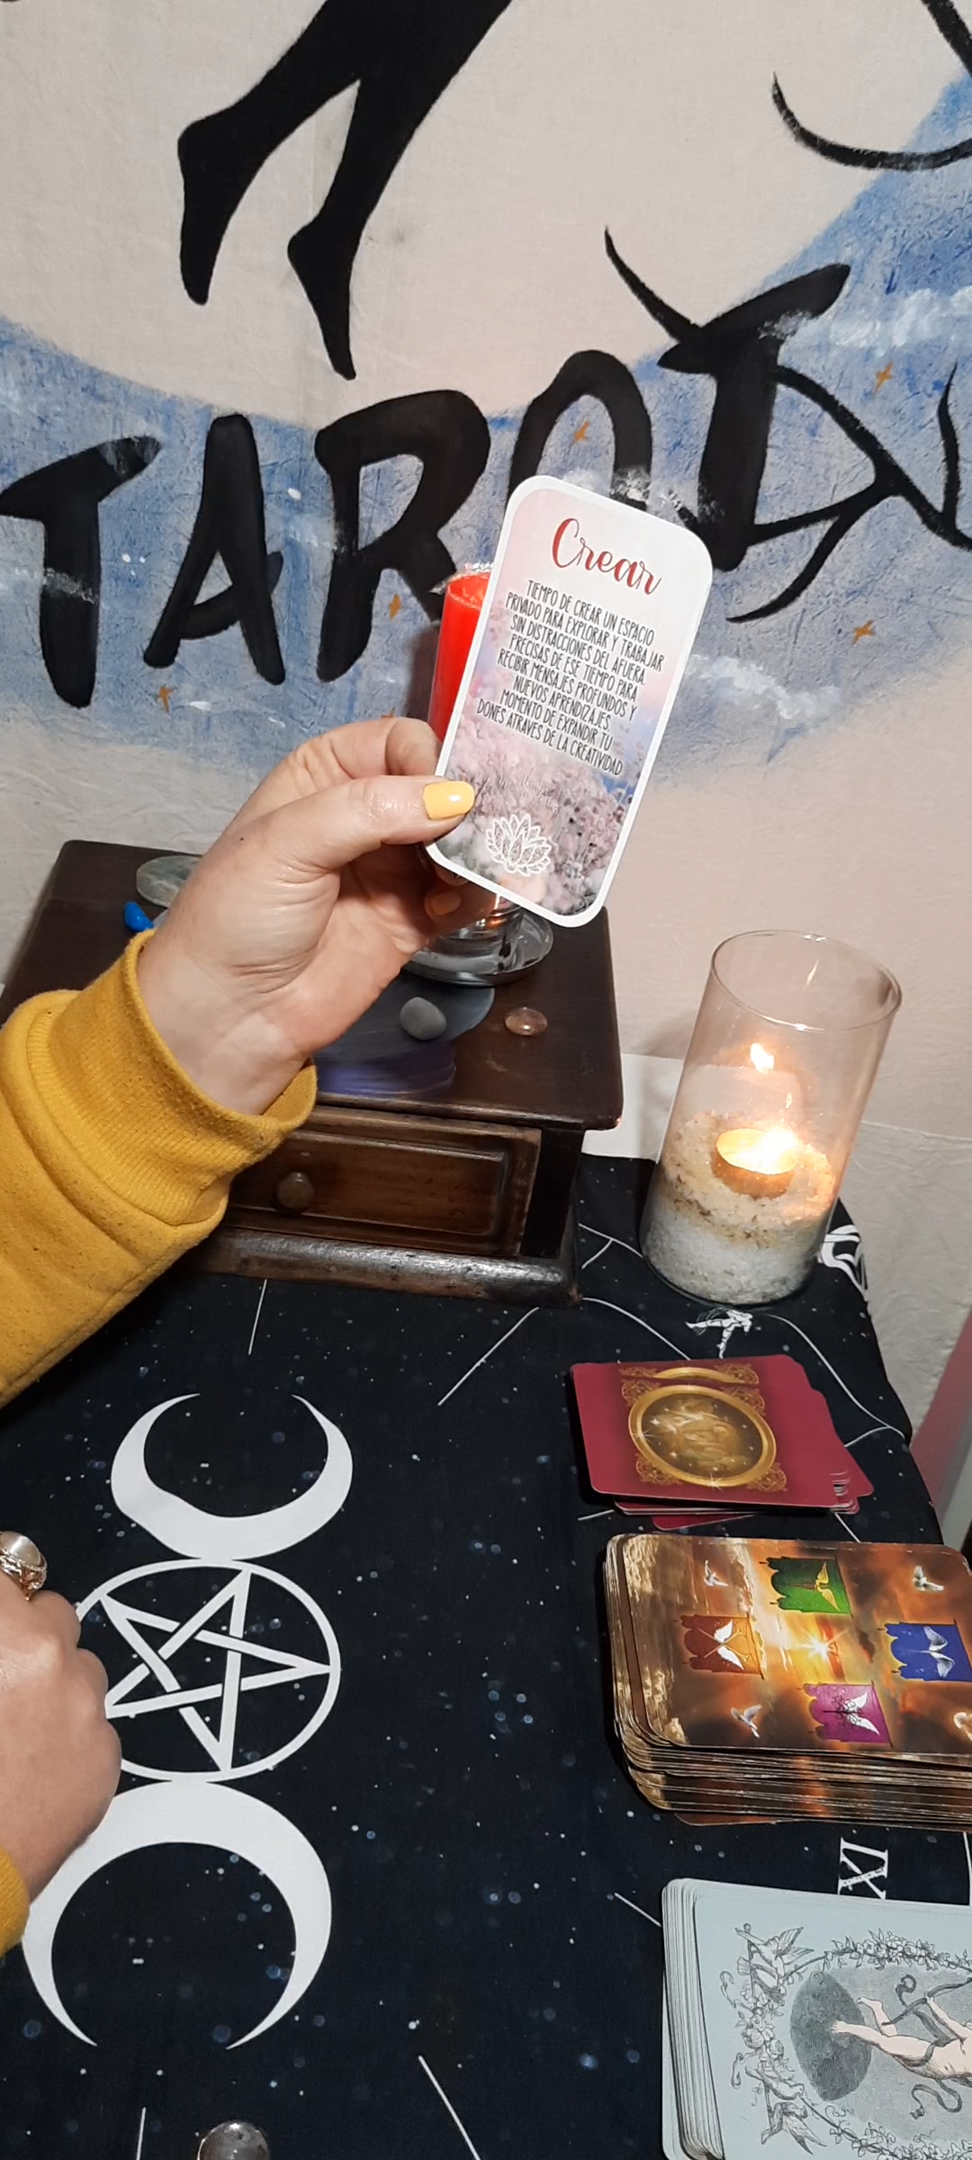 TAROT
Crear
TIEMPO DE CREAR UN ESPACIO
PRIVADO PARA EXPLORAR Y TRABAJAR
SIN DISTRACCIONES DEL AFUERA
PRECISAS DE ESE TIEMPO PARA
RECIBIR MENSAJES PROFUNDOS Y
NUEVOS APRENDIZAJES.
MOMENTO DE EXPANDIR TU
DONES ATRAVES DE LA CREATIVIDAD
IX